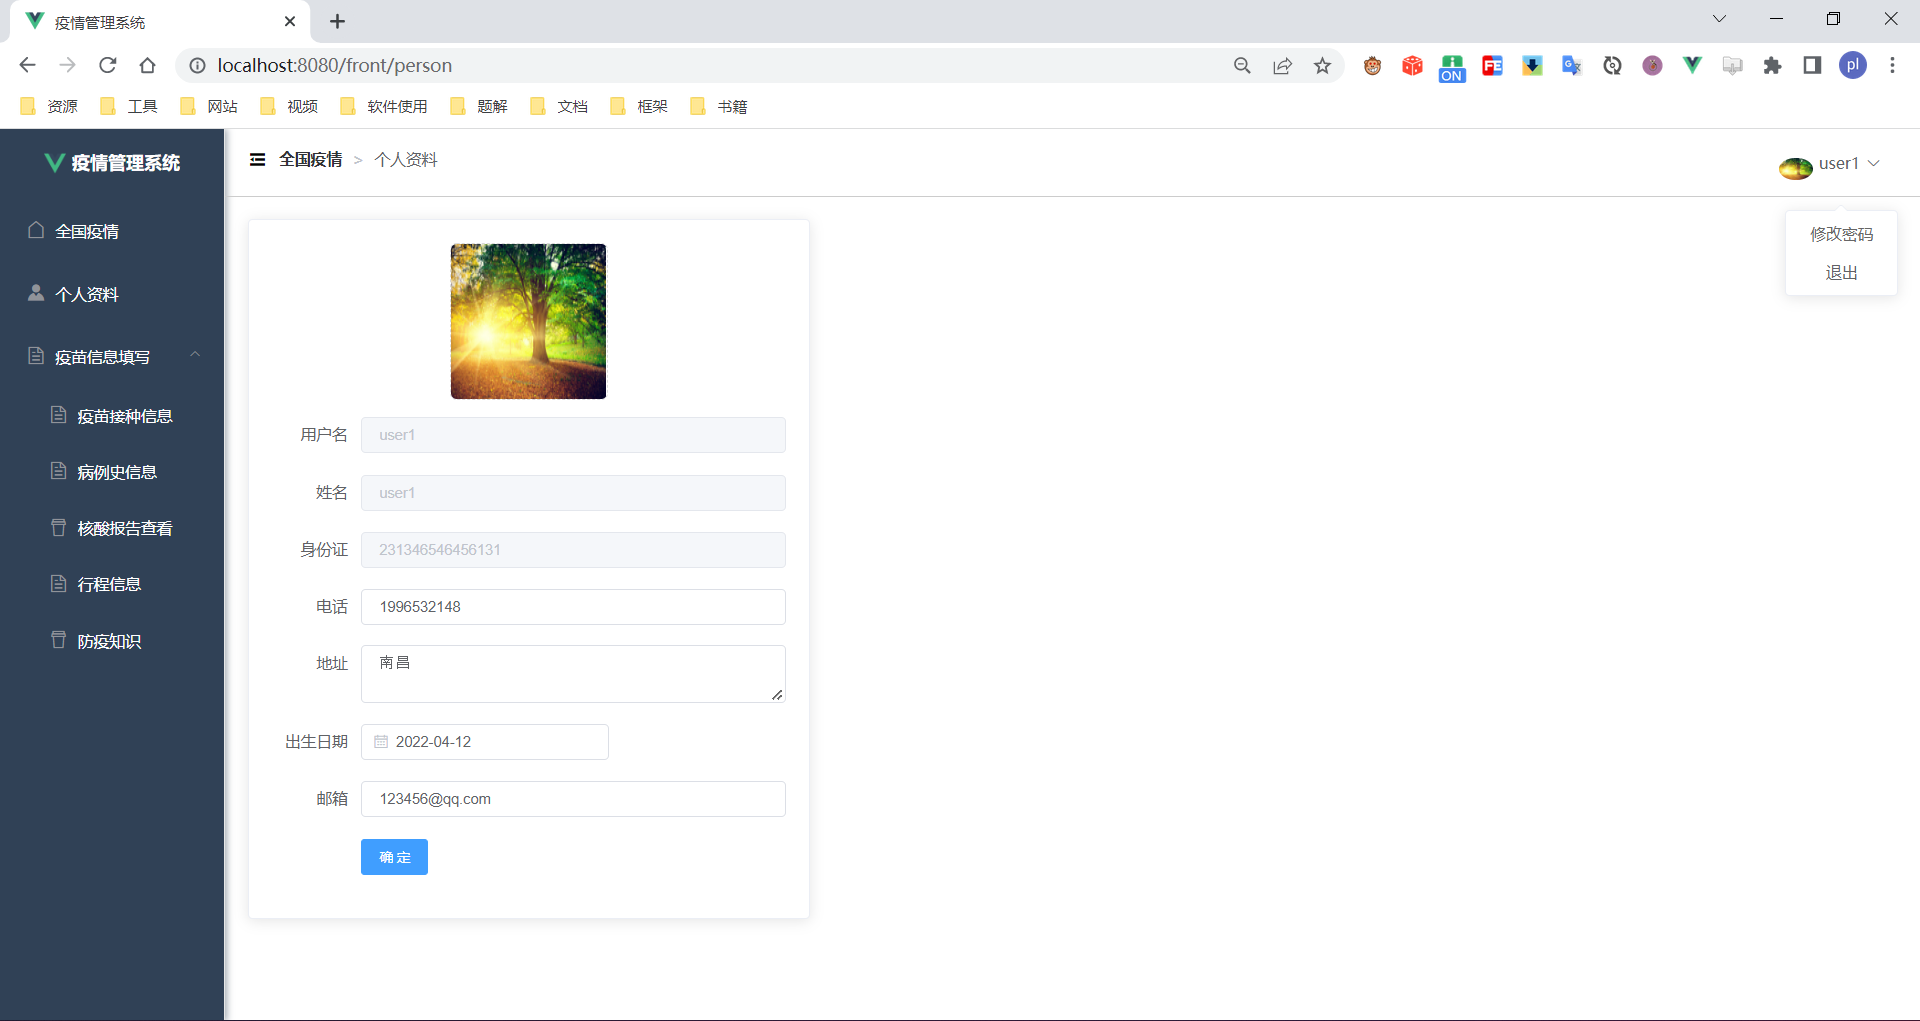 疫情管理系统
localhost:8080/front/person
ON
FE
G
pl
资源
工具
网站
视频
软件使用
题解
文档
框架
书籍
疫情管理系统
全国疫情 > 个人资料
user1
修改密码
退出
全国疫情
个人资料
疫苗信息填写
疫苗接种信息
病例史信息
核酸报告查看
行程信息
防疫知识
用户名 user1
姓名 user1
身份证 231346546456131
电话 1996532148
地址 南昌
出生日期 2022-04-12
邮箱 123456@qq.com
确定